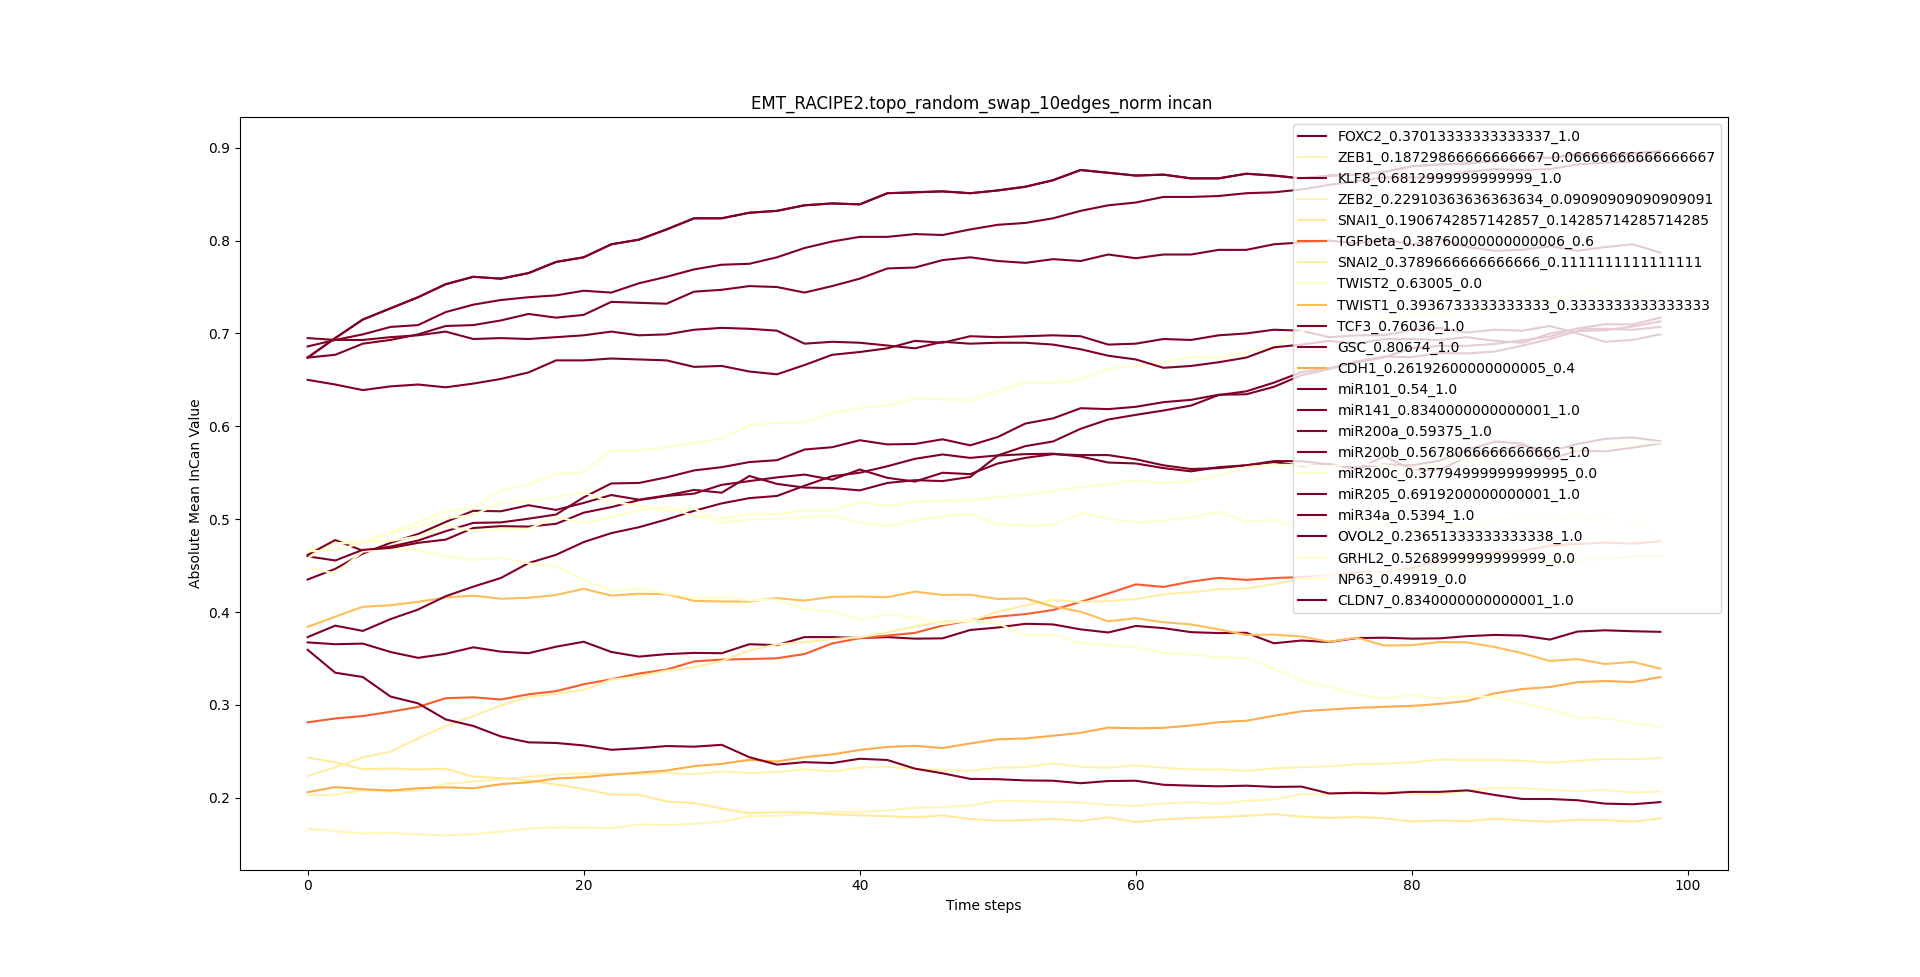 EMT_RACIPE2.topo_random_swap_10edges_norm incan
Absolute Mean InCan Value
0.9
0.8
0.7
0.6
0.5
0.4
0.3
0.2
FOXC2_0.37013333333333337_1.0
ZEB1_0.18729866666666667_0.06666666666666667
KLF8_0.6812999999999999_1.0
ZEB2_0.22910363636363634_0.09090909090909091
SNAI1_0.1906742857142857_0.14285714285714285
TGFbeta_0.38760000000000006_0.6
SNAI2_0.3789666666666666_0.1111111111111111
TWIST2_0.63005_0.0
TWIST1_0.3936733333333333_0.3333333333333333
TCF3_0.76036_1.0
GSC_0.80674_1.0
CDH1_0.26192600000000005_0.4
miR101_0.54_1.0
miR141_0.8340000000000001_1.0
miR200a_0.59375_1.0
miR200b_0.5678066666666666_1.0
miR200c_0.37794999999999995_0.0
miR205_0.6919200000000001_1.0
miR34a_0.5394_1.0
OVOL2_0.23651333333333338_1.0
GRHL2_0.5268999999999999_0.0
NP63_0.49919_0.0
CLDN7_0.8340000000000001_1.0
0 20 40 60 80 100
Time steps